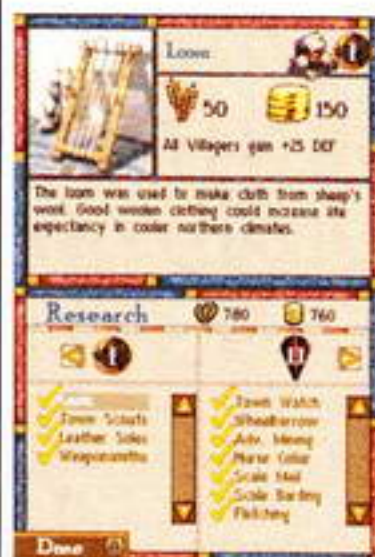 Loom
I
50
150
All Villagers gain +25 DEF
The loom was used to make cloth from sheep's
wool. Good woolen clothing could increase life
expectancy in cooler northern climates.
Research
780
760
I
II
Town Scouts
Leather Soles
Weaponsmiths
Town Watch
Wheelbarrow
Adv. Mining
Horse Collar
Scale Mail
Scale Barding
Fletching
Done